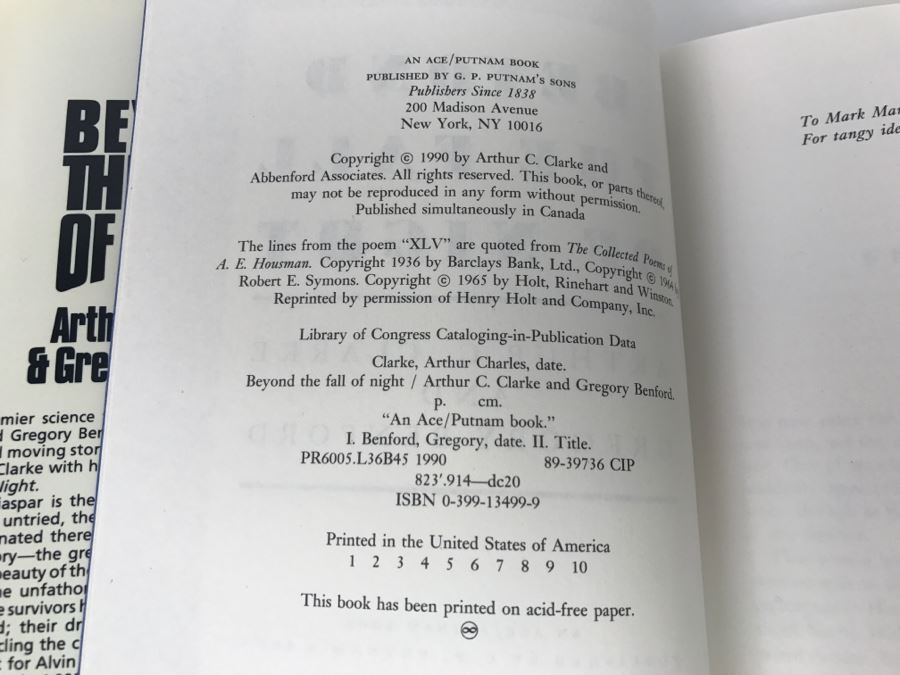 BE
TH
OF
Arth
& Gre
mier science
Gregory Ber
moving stor
Clarke with h
light.
iaspar is the
untried, the
nated there
ory—the gre
beauty of th
e unfatho
e survivors h
d; their dr
cling the c
t for Alvin
AN ACE/PUTNAM BOOK
PUBLISHED BY G. P. PUTNAM'S SONS
Publishers Since 1838
200 Madison Avenue
New York, NY 10016
Copyright © 1990 by Arthur C. Clarke and
Abbenford Associates. All rights reserved. This book, or parts thereof,
may not be reproduced in any form without permission.
Published simultaneously in Canada
The lines from the poem “XLV” are quoted from The Collected Poems of
A. E. Housman. Copyright 1936 by Barclays Bank, Ltd., Copyright © 1964 by
Robert E. Symons. Copyright © 1965 by Holt, Rinehart and Winston.
Reprinted by permission of Henry Holt and Company, Inc.
Library of Congress Cataloging-in-Publication Data
Clarke, Arthur Charles, date.
Beyond the fall of night / Arthur C. Clarke and Gregory Benford.
p. cm.
“An Ace/Putnam book.”
I. Benford, Gregory, date. II. Title.
PR6005.L36B45 1990 89-39736 CIP
823'.914—dc20
ISBN 0-399-13499-9
Printed in the United States of America
1 2 3 4 5 6 7 8 9 10
This book has been printed on acid-free paper.
To Mark Mar
For tangy ide